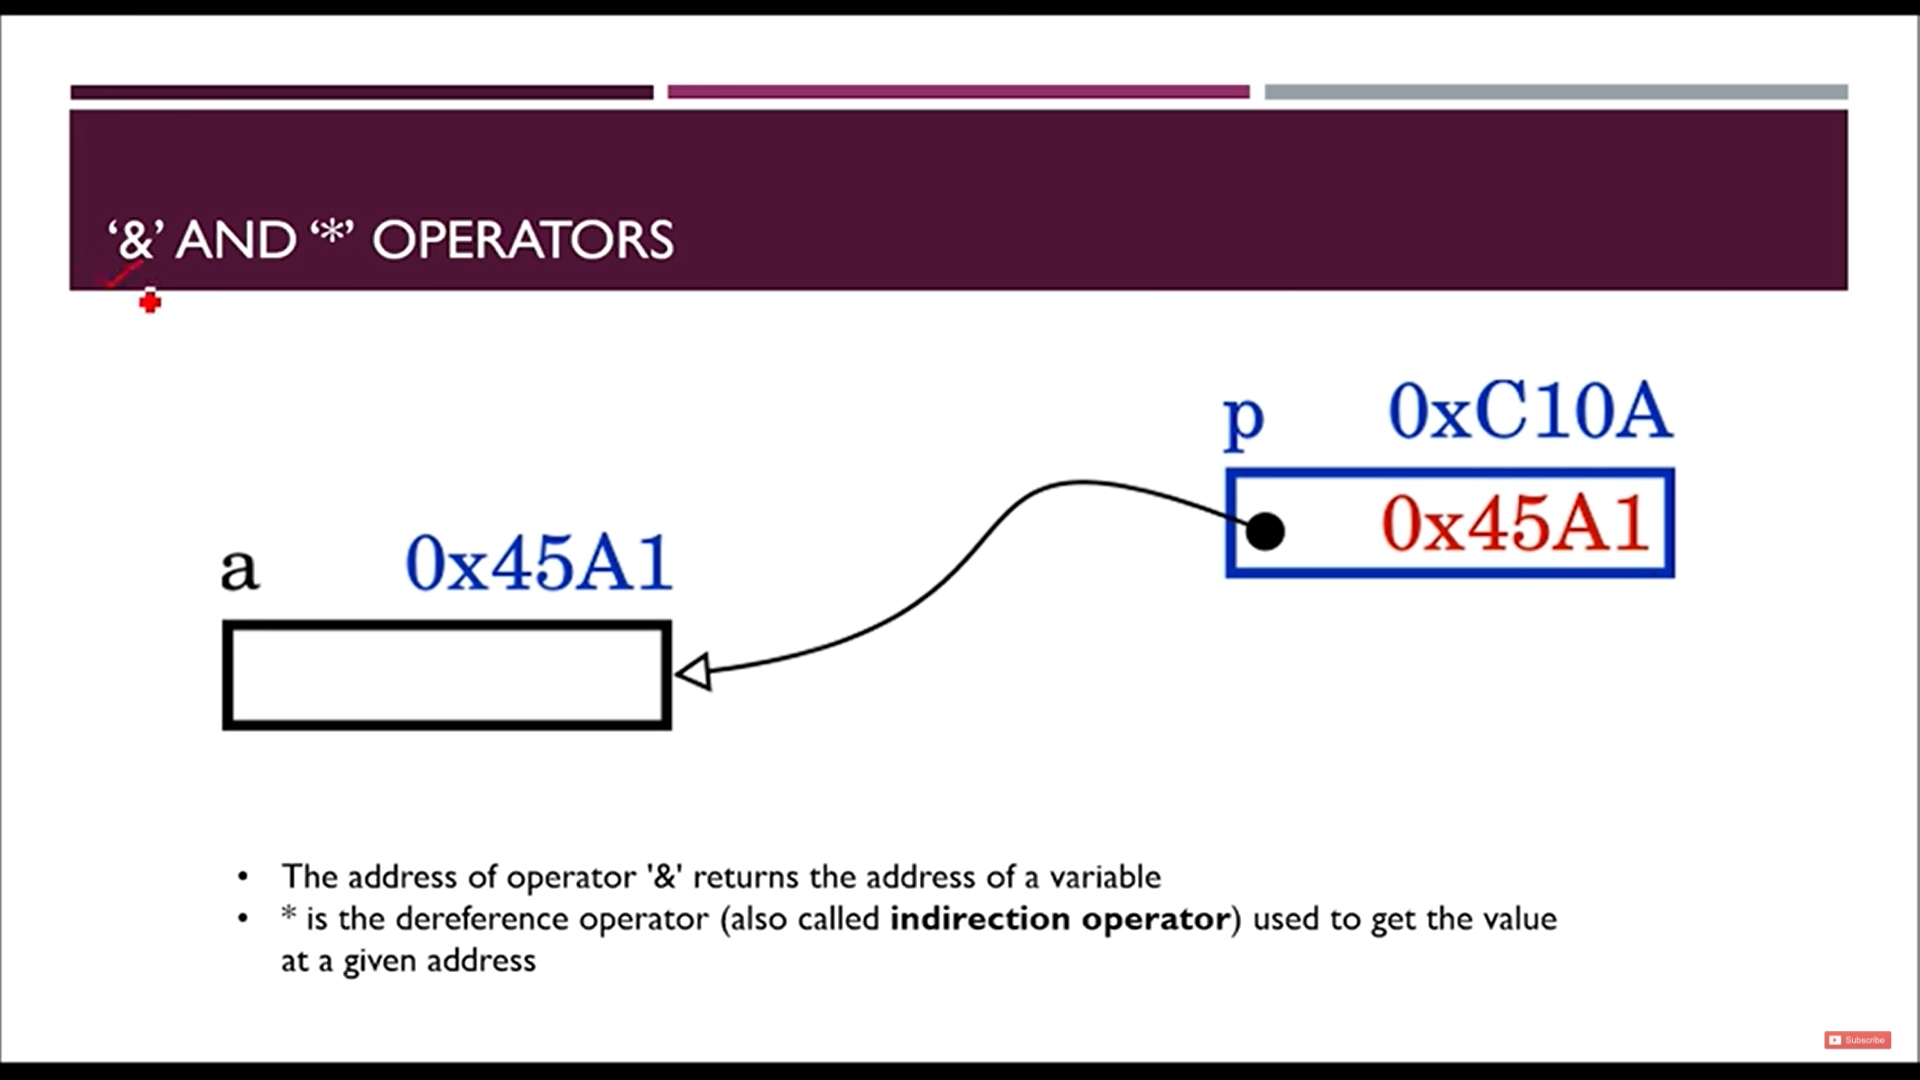 ‘&’ AND ‘*’ OPERATORS
p 0xC10A
0x45A1
a 0x45A1
• The address of operator '&' returns the address of a variable
• * is the dereference operator (also called indirection operator) used to get the value
at a given address
Subscribe